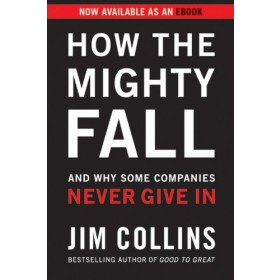 NOW AVAILABLE AS AN EBOOK
HOW THE
MIGHTY
FALL
AND WHY SOME COMPANIES
NEVER GIVE IN
JIM COLLINS
BESTSELLING AUTHOR OF GOOD TO GREAT